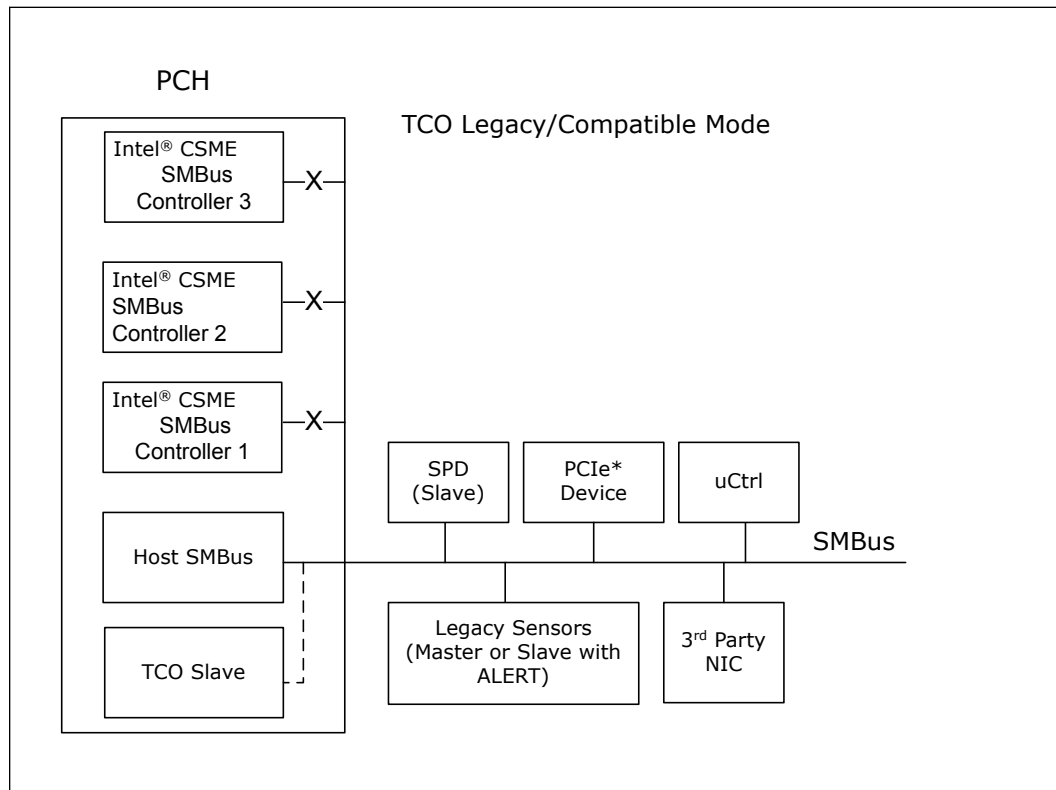 PCH
TCO Legacy/Compatible Mode
Intel® CSME
SMBus
Controller 3
X
Intel® CSME
SMBus
Controller 2
X
Intel® CSME
SMBus
Controller 1
X
SPD
(Slave)
PCIe*
Device
uCtrl
Host SMBus
SMBus
Legacy Sensors
(Master or Slave with
ALERT)
3rd Party
NIC
TCO Slave